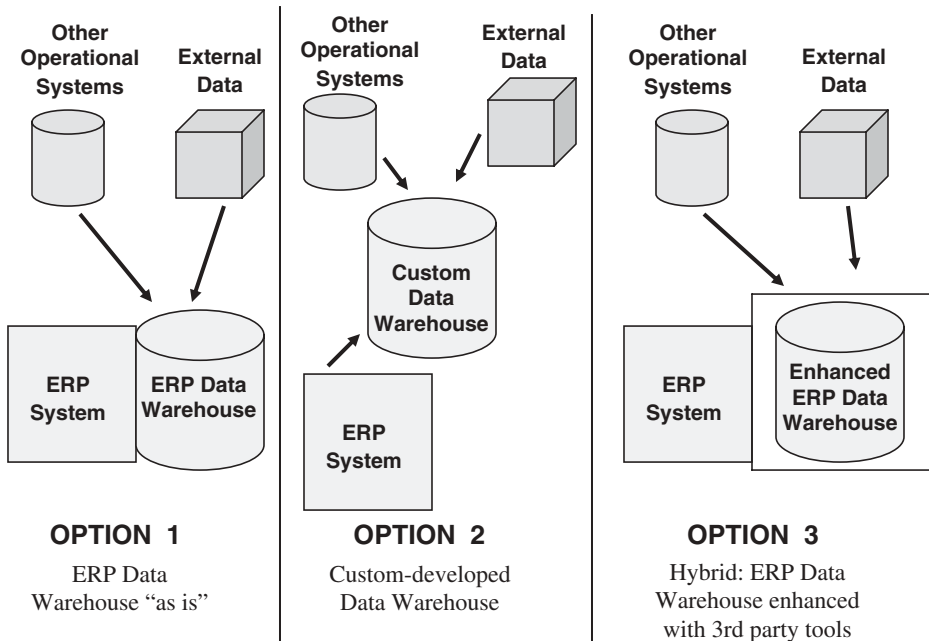 Other
Operational
Systems
External
Data
ERP
System
ERP Data
Warehouse
OPTION 1
ERP Data
Warehouse “as is”
Other
Operational
Systems
External
Data
Custom
Data
Warehouse
ERP
System
OPTION 2
Custom-developed
Data Warehouse
Other
Operational
Systems
External
Data
ERP
System
Enhanced
ERP Data
Warehouse
OPTION 3
Hybrid: ERP Data
Warehouse enhanced
with 3rd party tools